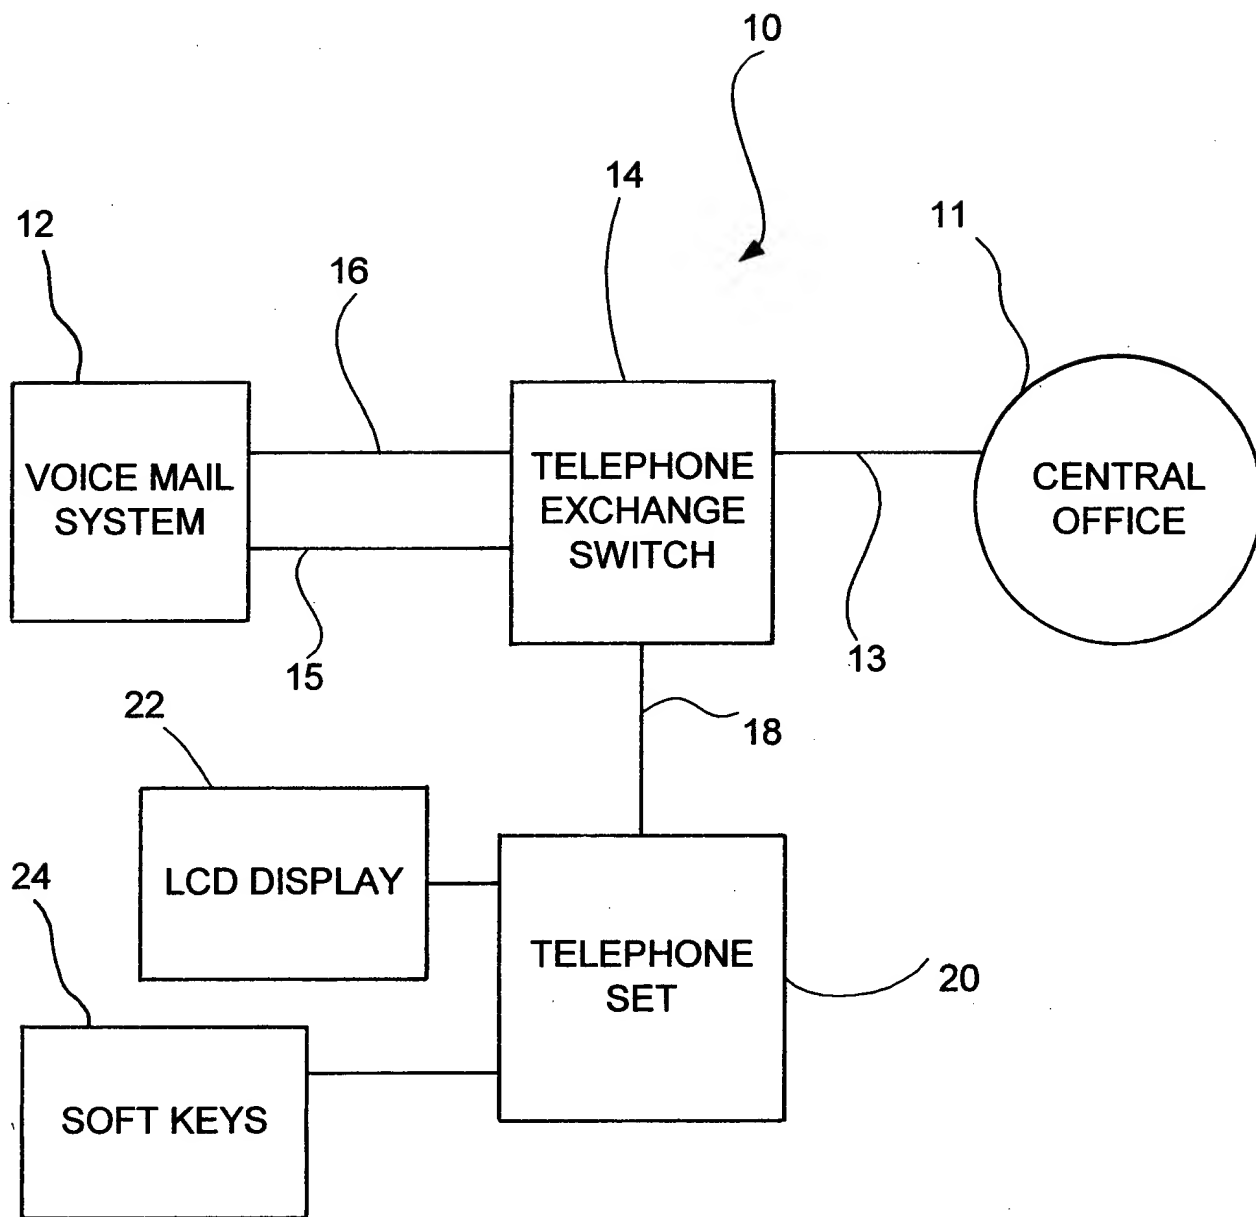 10
14
12
11
16
VOICE MAIL
SYSTEM
TELEPHONE
EXCHANGE
SWITCH
CENTRAL
OFFICE
15
13
22
18
LCD DISPLAY
24
TELEPHONE
SET
20
SOFT KEYS